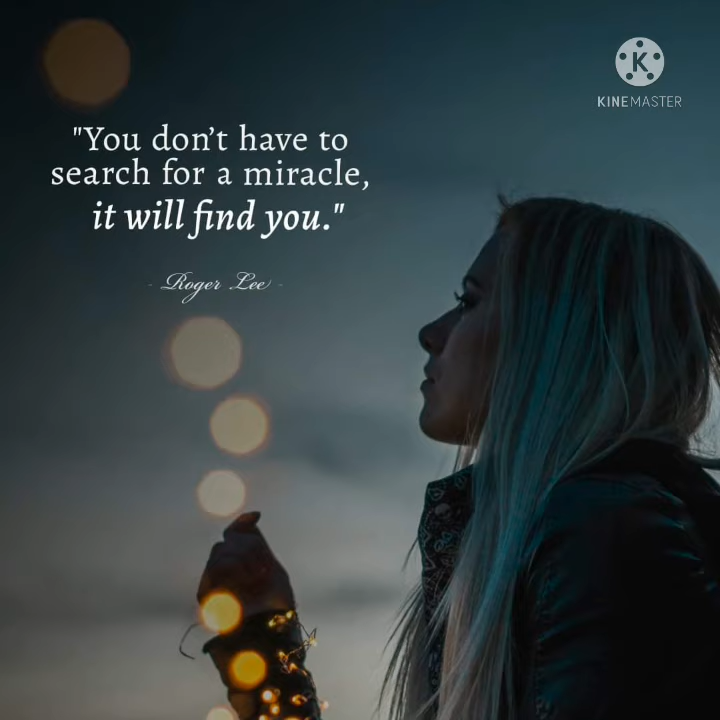 "You don't have to
search for a miracle,
it will find you."
- Roger Lee -
K
KINEMASTER